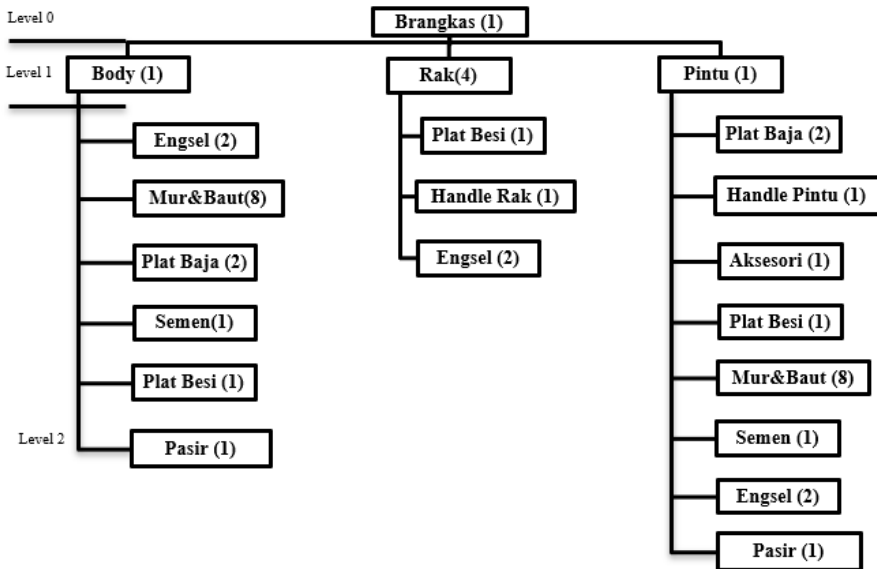 Level 0
Brangkas (1)
Level 1
Body (1)
Rak(4)
Pintu (1)
Engsel (2)
Mur&Baut(8)
Plat Baja (2)
Semen(1)
Plat Besi (1)
Level 2
Pasir (1)
Plat Besi (1)
Handle Rak (1)
Engsel (2)
Plat Baja (2)
Handle Pintu (1)
Aksesori (1)
Plat Besi (1)
Mur&Baut (8)
Semen (1)
Engsel (2)
Pasir (1)